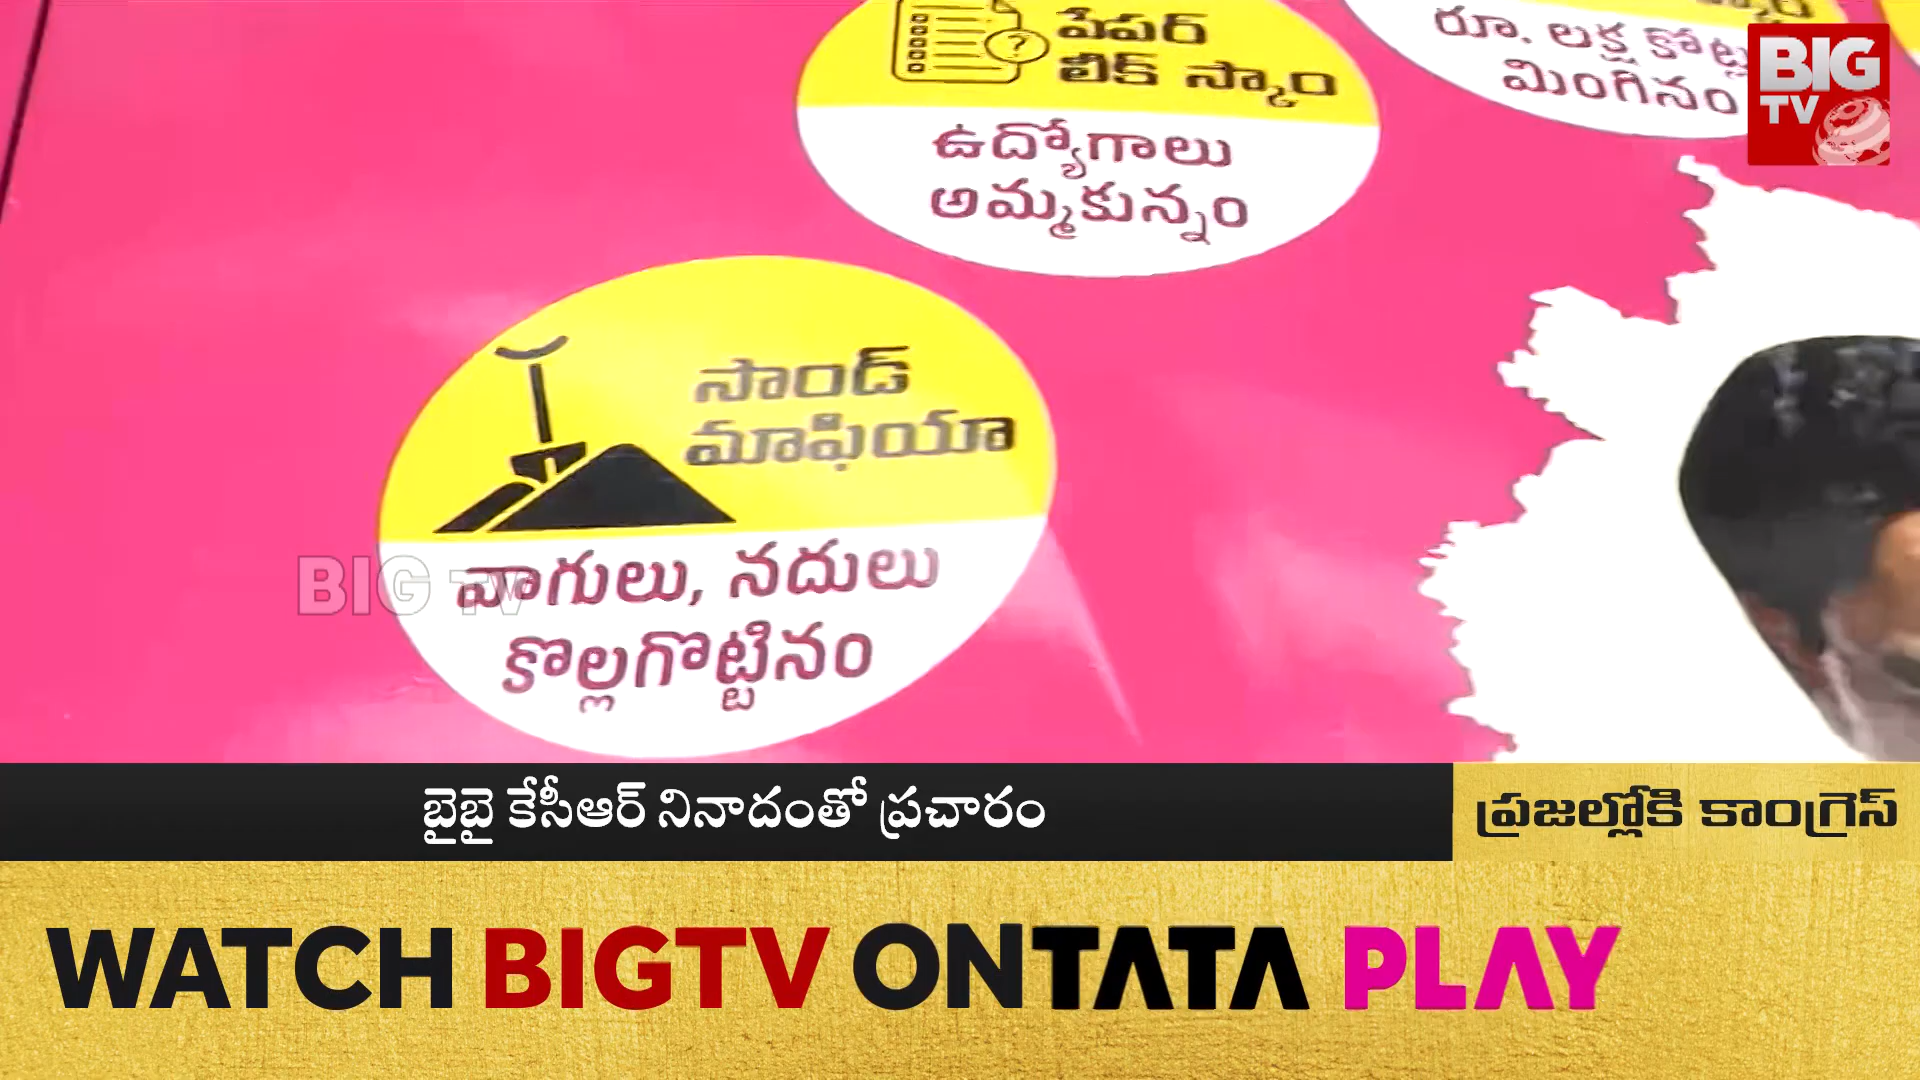 పేపర్
లీక్ స్కాం
ఉద్యోగాలు
అమ్మకున్నం
రూ. లక్ష కోట్ల
మింగినం
BIG
TV
సాండ్
మాఫియా
BIG TV
వాగులు, నదులు
కొల్లగొట్టినం
బైబై కేసీఆర్ నినాదంతో ప్రచారం
ప్రజల్లోకి కాంగ్రెస్
WATCH BIGTV ON TATA PLAY